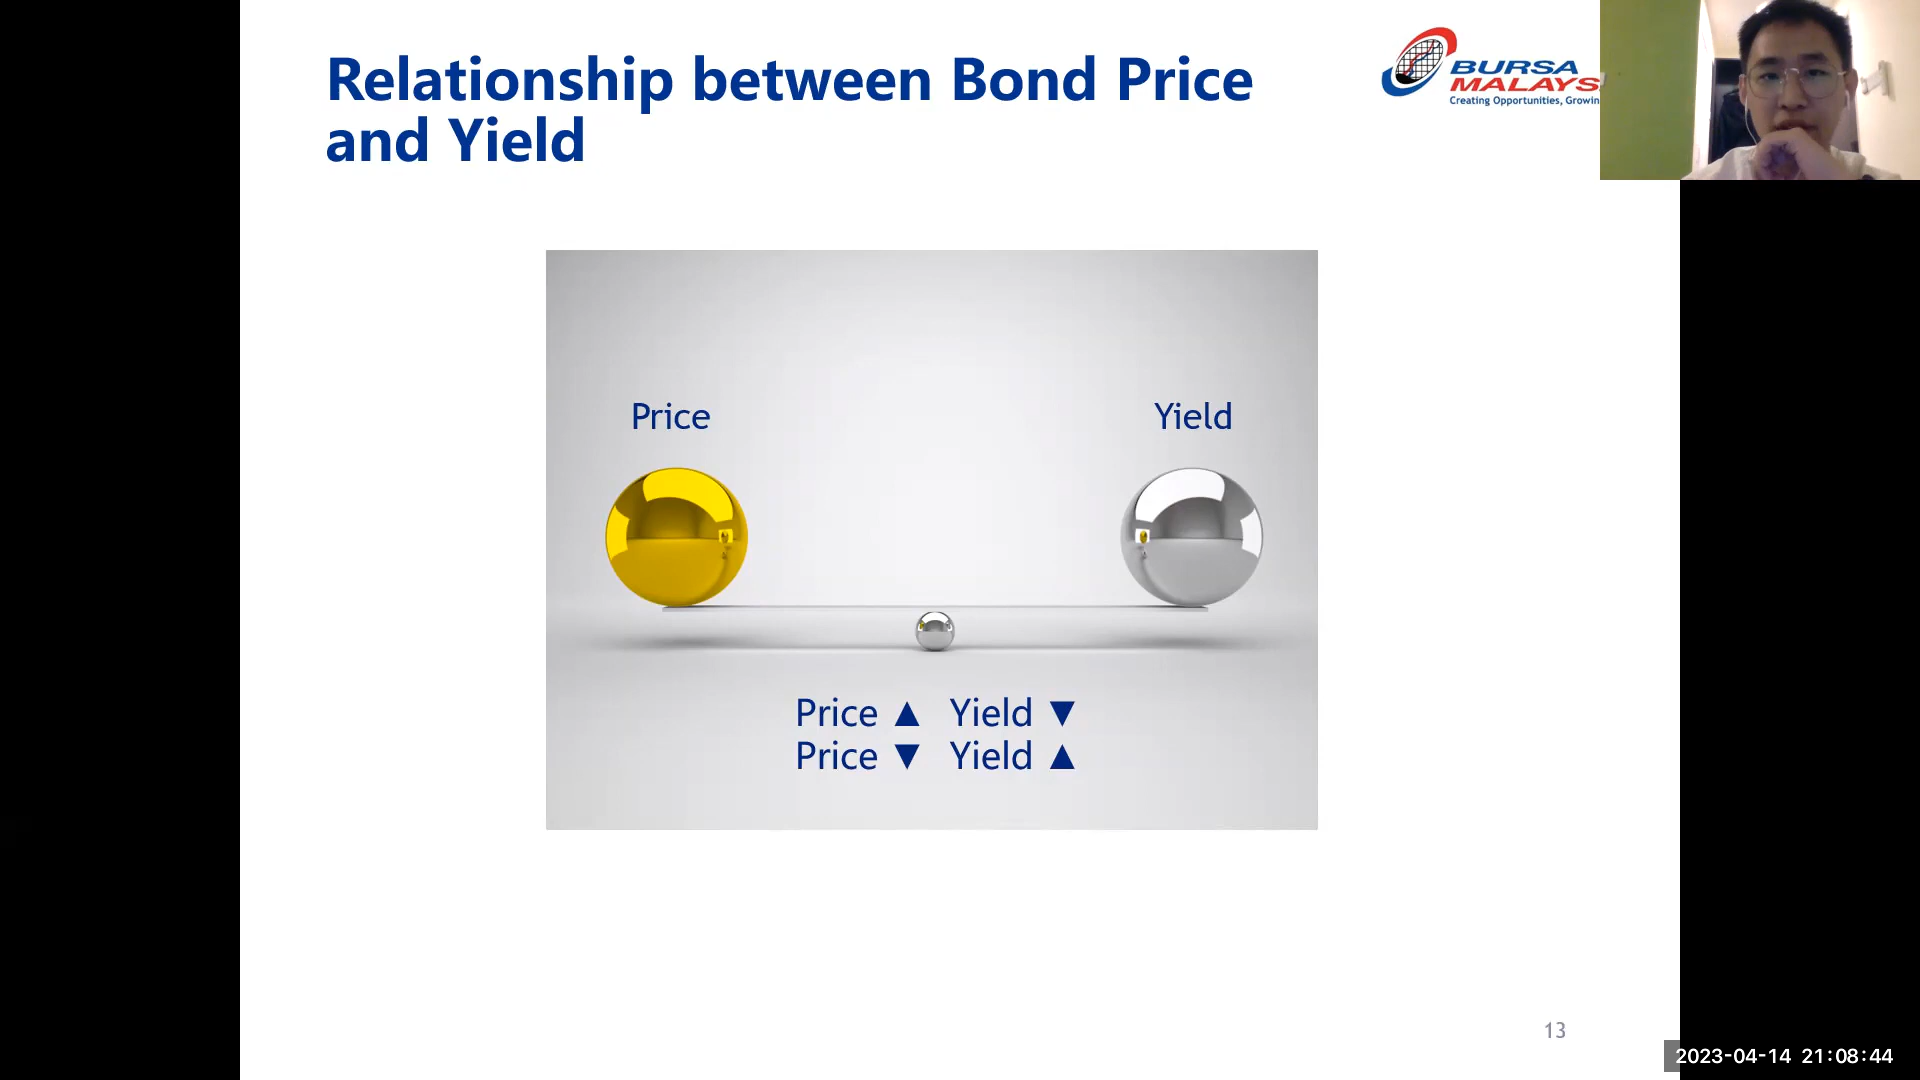 Relationship between Bond Price
and Yield
BURSA
MALAYS
Creating Opportunities, Growin
Price
Yield
Price ▲ Yield ▼
Price ▼ Yield ▲
13
2023-04-14 21:08:44